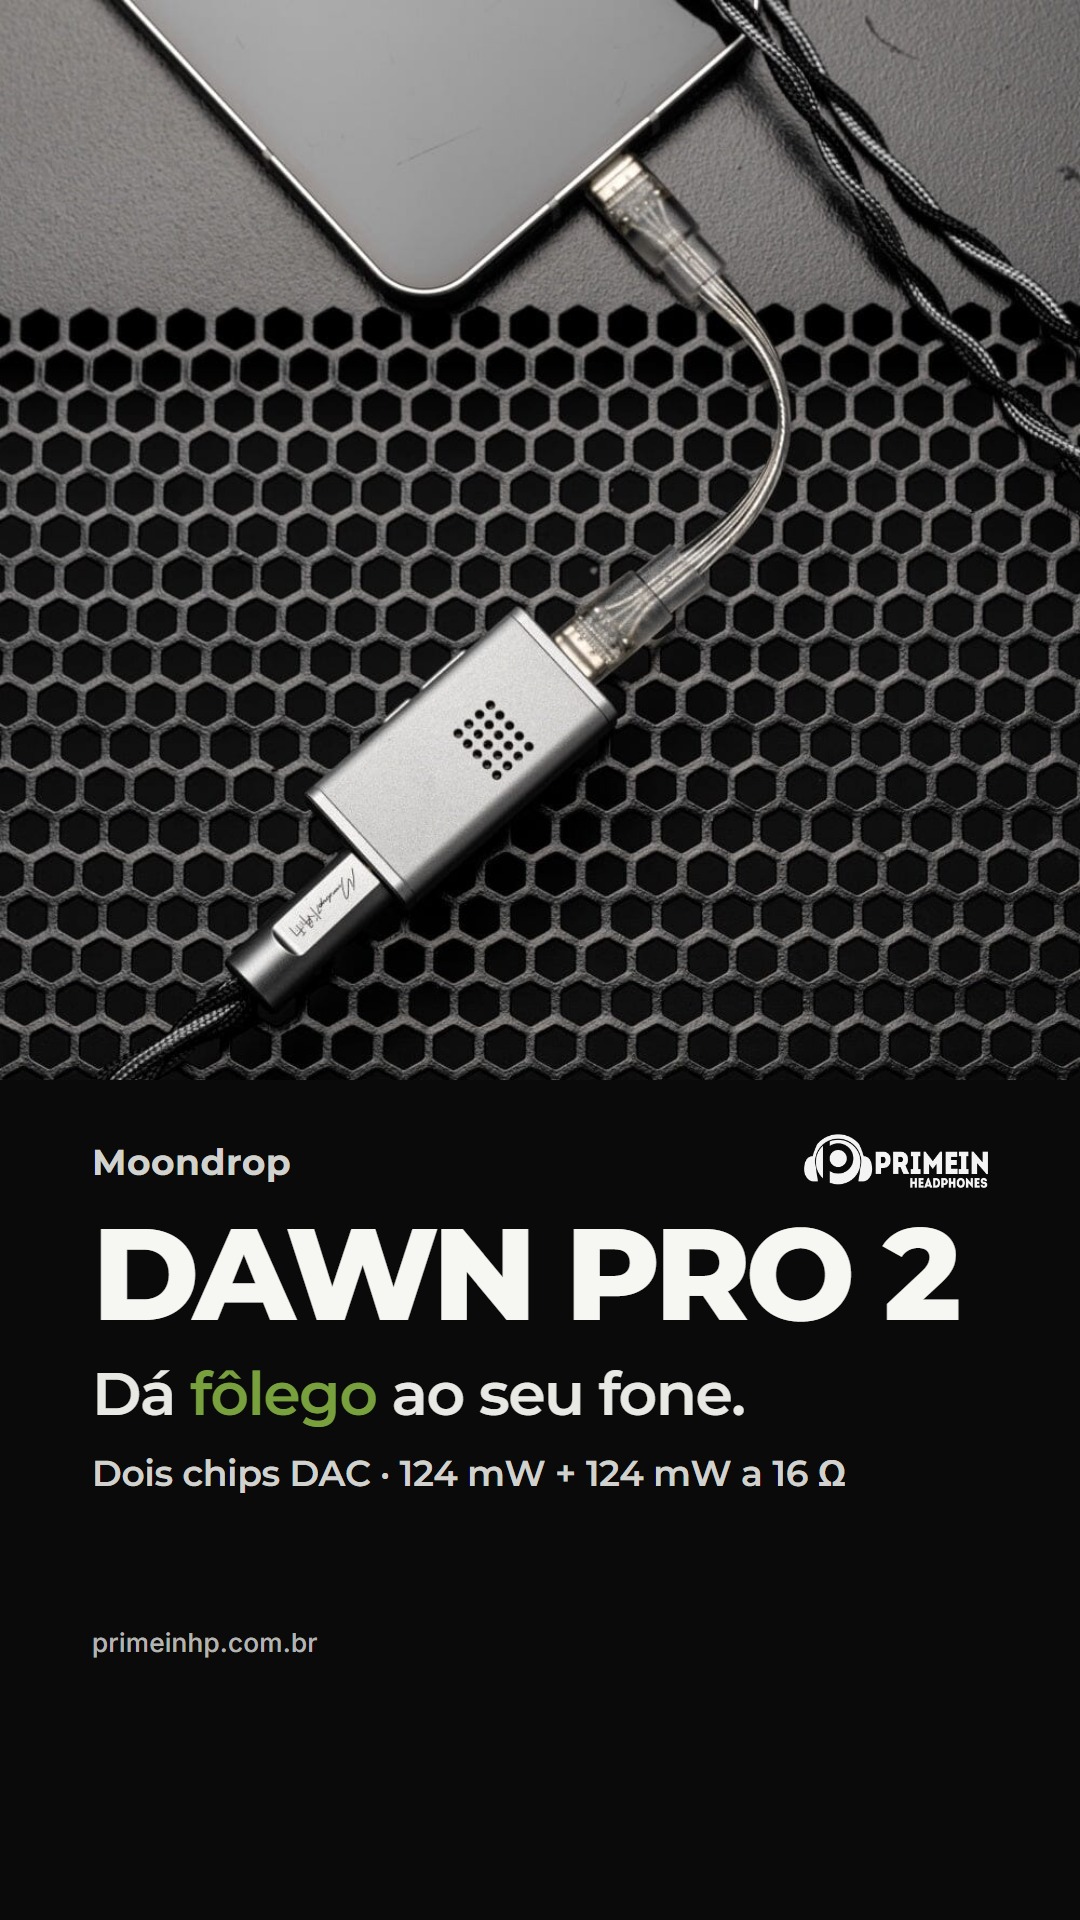 Moondrop
PRIMEIN
HEADPHONES
DAWN PRO 2
Dá fôlego ao seu fone.
Dois chips DAC · 124 mW + 124 mW a 16 Ω
primeinhp.com.br